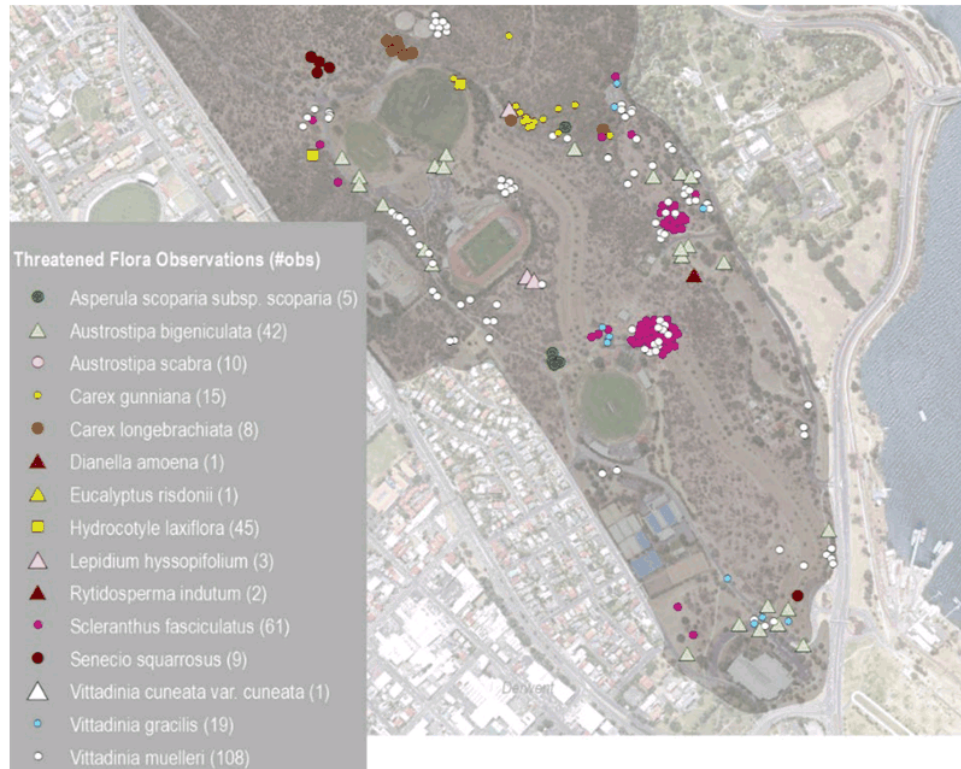 Threatened Flora Observations (#obs)
Asperula scoparia subsp. scoparia (5)
Austrostipa bigeniculata (42)
Austrostipa scabra (10)
Carex gunniana (15)
Carex longebrachiata (8)
Dianella amoena (1)
Eucalyptus risdonii (1)
Hydrocotyle laxiflora (45)
Lepidium hyssopifolium (3)
Rytidosperma indutum (2)
Scleranthus fasciculatus (61)
Senecio squarrosus (9)
Vittadinia cuneata var. cuneata (1)
Vittadinia gracilis (19)
Vittadinia muelleri (108)
Derwent